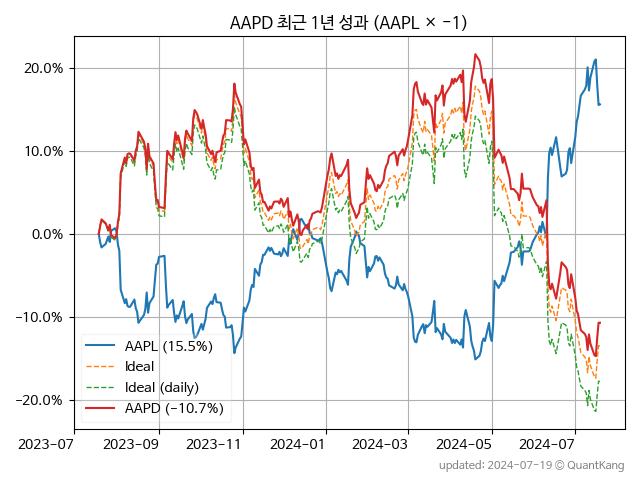 AAPD 최근 1년 성과 (AAPL × −1)
20.0%
10.0%
0.0%
−10.0%
−20.0%
AAPL (15.5%)
Ideal
Ideal (daily)
AAPD (−10.7%)
2023-07 2023-09 2023-11 2024-01 2024-03 2024-05 2024-07
updated: 2024-07-19 © QuantKang